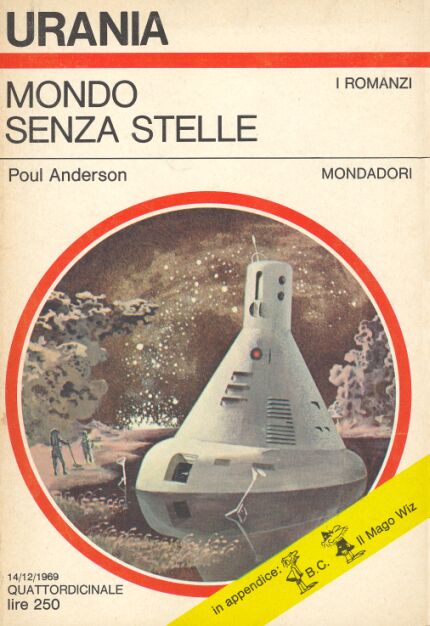 URANIA
MONDO
SENZA STELLE
I ROMANZI
Poul Anderson
MONDADORI
14/12/1969
QUATTORDICINALE
lire 250
in appendice: B.C. Il Mago Wiz